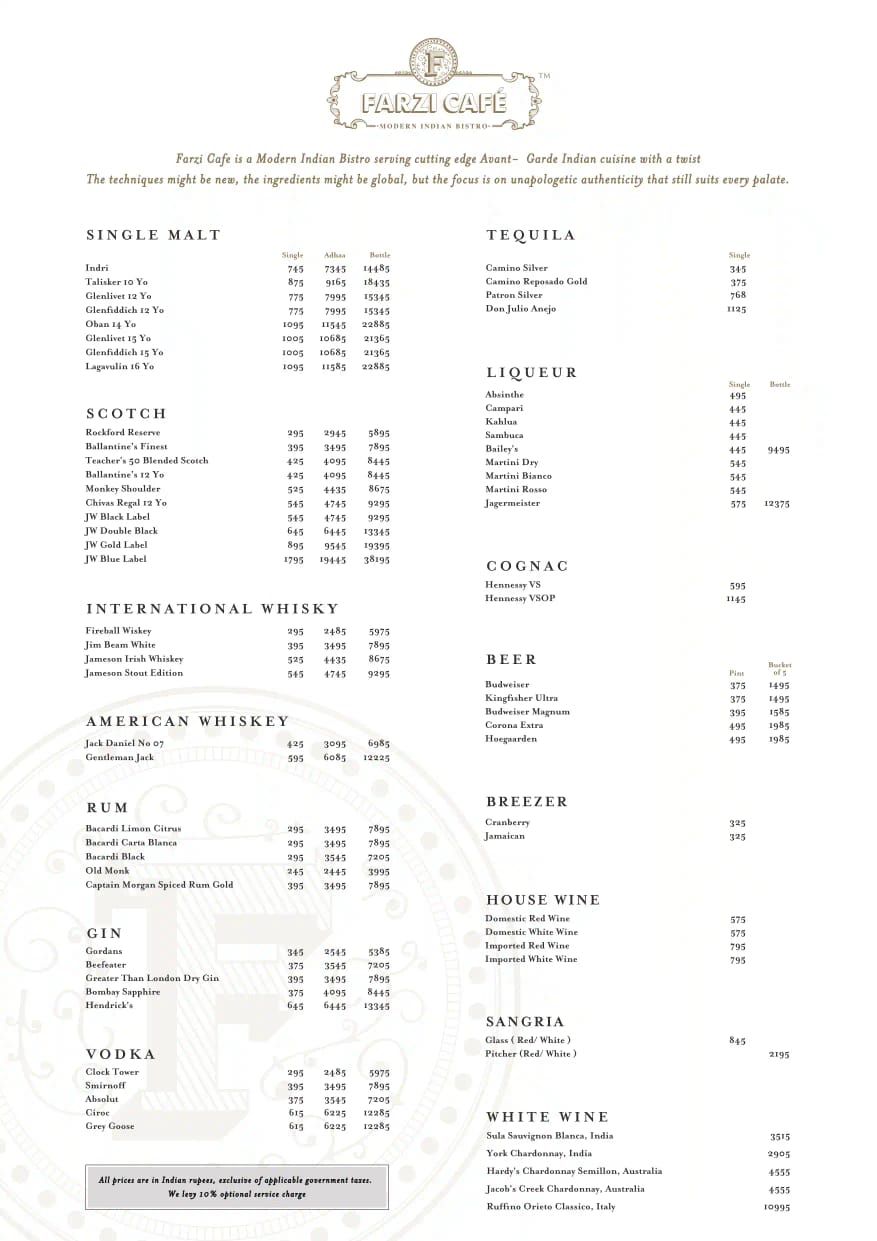 F
FARZI CAFÉ
TM
·MODERN INDIAN BISTRO·
Farzi Cafe is a Modern Indian Bistro serving cutting edge Avant- Garde Indian cuisine with a twist
The techniques might be new, the ingredients might be global, but the focus is on unapologetic authenticity that still suits every palate.
SINGLE MALT
Single Adhaa Bottle
Indri 745 7345 14485
Talisker 10 Yo 875 9165 18435
Glenlivet 12 Yo 775 7995 15345
Glenfiddich 12 Yo 775 7995 15345
Oban 14 Yo 1095 11545 22885
Glenlivet 15 Yo 1005 10685 21365
Glenfiddich 15 Yo 1005 10685 21365
Lagavulin 16 Yo 1095 11585 22885
SCOTCH
Rockford Reserve 295 2945 5895
Ballantine's Finest 395 3495 7895
Teacher's 50 Blended Scotch 425 4095 8445
Ballantine's 12 Yo 425 4095 8445
Monkey Shoulder 525 4435 8675
Chivas Regal 12 Yo 545 4745 9295
JW Black Label 545 4745 9295
JW Double Black 645 6445 13345
JW Gold Label 895 9545 19395
JW Blue Label 1795 19445 38195
INTERNATIONAL WHISKY
Fireball Wiskey 295 2485 5975
Jim Beam White 395 3495 7895
Jameson Irish Whiskey 525 4435 8675
Jameson Stout Edition 545 4745 9295
AMERICAN WHISKEY
Jack Daniel No 07 425 3095 6985
Gentleman Jack 595 6085 12225
RUM
Bacardi Limon Citrus 295 3495 7895
Bacardi Carta Blanca 295 3495 7895
Bacardi Black 295 3545 7205
Old Monk 245 2445 3995
Captain Morgan Spiced Rum Gold 395 3495 7895
GIN
Gordans 345 2545 5385
Beefeater 375 3545 7205
Greater Than London Dry Gin 395 3495 7895
Bombay Sapphire 375 4095 8445
Hendrick's 645 6445 13345
VODKA
Clock Tower 295 2485 5975
Smirnoff 395 3495 7895
Absolut 375 3545 7205
Ciroc 615 6225 12285
Grey Goose 615 6225 12285
All prices are in Indian rupees, exclusive of applicable government taxes.
We levy 10% optional service charge
TEQUILA
Single
Camino Silver 345
Camino Reposado Gold 375
Patron Silver 768
Don Julio Anejo 1125
LIQUEUR
Single Bottle
Absinthe 495
Campari 445
Kahlua 445
Sambuca 445
Bailey's 445 9495
Martini Dry 545
Martini Bianco 545
Martini Rosso 545
Jagermeister 575 12375
COGNAC
Hennessy VS 595
Hennessy VSOP 1145
BEER
Pint Bucket
of 5
Budweiser 375 1495
Kingfisher Ultra 375 1495
Budweiser Magnum 395 1585
Corona Extra 495 1985
Hoegaarden 495 1985
BREEZER
Cranberry 325
Jamaican 325
HOUSE WINE
Domestic Red Wine 575
Domestic White Wine 575
Imported Red Wine 795
Imported White Wine 795
SANGRIA
Glass ( Red/ White ) 845
Pitcher (Red/ White ) 2195
WHITE WINE
Sula Sauvignon Blanca, India 3515
York Chardonnay, India 2905
Hardy's Chardonnay Semillon, Australia 4555
Jacob's Creek Chardonnay, Australia 4555
Ruffino Orieto Classico, Italy 10995